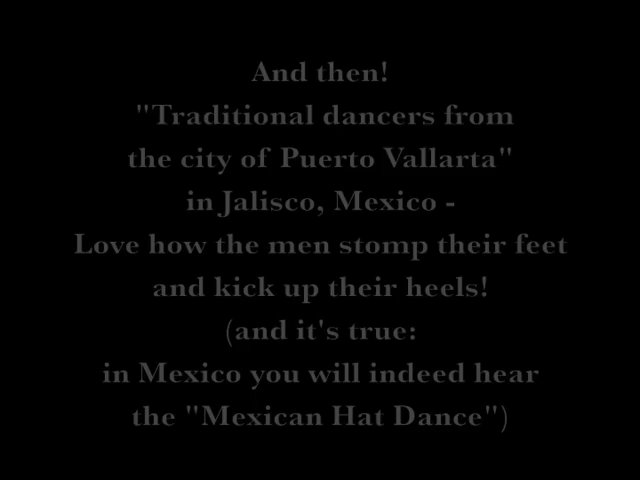 And then!
"Traditional dancers from
the city of Puerto Vallarta"
in Jalisco, Mexico -
Love how the men stomp their feet
and kick up their heels!
(and it's true:
in Mexico you will indeed hear
the "Mexican Hat Dance")